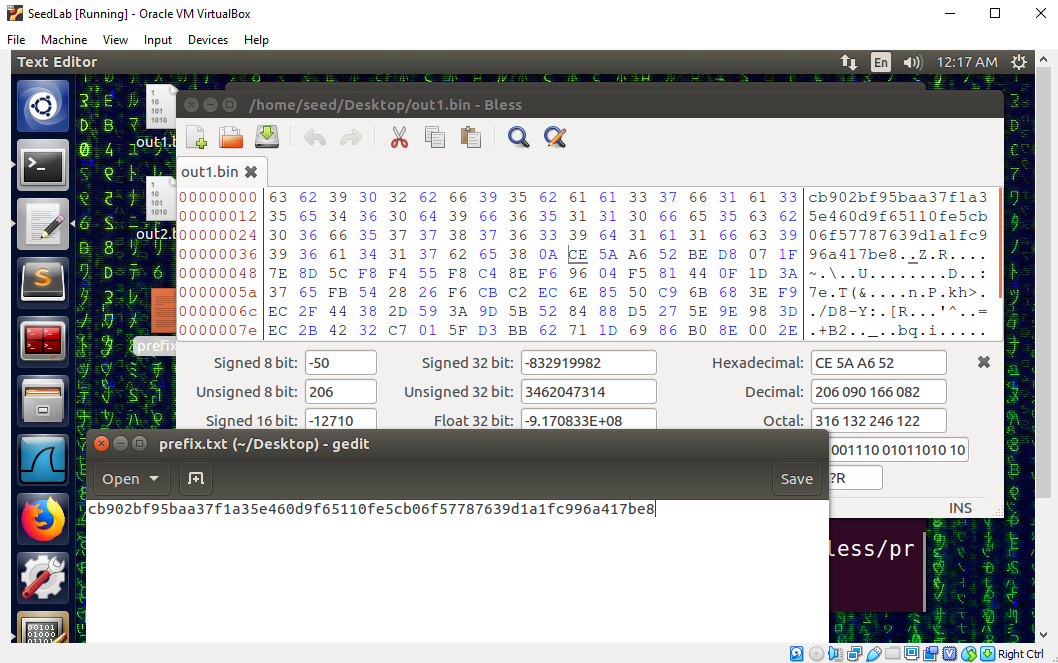 SeedLab [Running] - Oracle VM VirtualBox
File Machine View Input Devices Help
Text Editor
En
12:17 AM
out1.b
out2.
prefix
/home/seed/Desktop/out1.bin - Bless
out1.bin
00000000 63 62 39 30 32 62 66 39 35 62 61 61 33 37 66 31 61 33 cb902bf95baa37f1a3
00000012 35 65 34 36 30 64 39 66 36 35 31 31 30 66 65 35 63 62 5e460d9f65110fe5cb
00000024 30 36 66 35 37 37 38 37 36 33 39 64 31 61 31 66 63 39 06f57787639d1a1fc9
00000036 39 36 61 34 31 37 62 65 38 0A CE 5A A6 52 BE D8 07 1F 96a417be8..Z.R....
00000048 7E 8D 5C F8 F4 55 F8 C4 8E F6 96 04 F5 81 44 0F 1D 3A ~.\..U........D..:
0000005a 37 65 FB 54 28 26 F6 CB C2 EC 6E 85 50 C9 6B 68 3E F9 7e.T(&....n.P.kh>.
0000006c EC 2F 44 38 2D 59 3A 9D 5B 52 84 88 D5 27 5E 9E 98 3D ./D8-Y:.[R...'^..=
0000007e EC 2B 42 32 C7 01 5F D3 BB 62 71 1D 69 86 B0 8E 00 2E .+B2.._..bq.i.....
Signed 8 bit: -50 Signed 32 bit: -832919982 Hexadecimal: CE 5A A6 52
Unsigned 8 bit: 206 Unsigned 32 bit: 3462047314 Decimal: 206 090 166 082
Signed 16 bit: -12710 Float 32 bit: -9.170833E+08 Octal: 316 132 246 122
001110 01011010 10
?R
INS
prefix.txt (~/Desktop) - gedit
Open
Save
cb902bf95baa37f1a35e460d9f65110fe5cb06f57787639d1a1fc996a417be8
less/pr
Right Ctrl